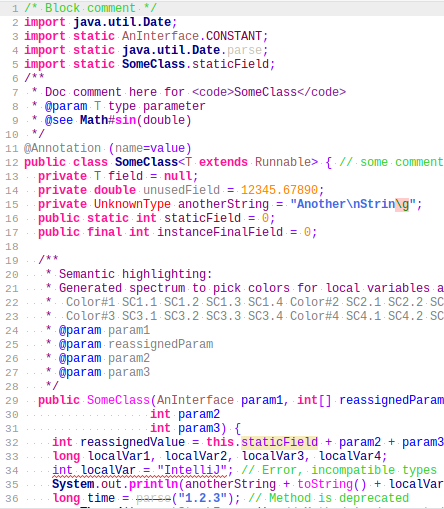 1 /* Block comment */
2 import java.util.Date;
3 import static AnInterface.CONSTANT;
4 import static java.util.Date.parse;
5 import static SomeClass.staticField;
6 /**
7  * Doc comment here for <code>SomeClass</code>
8  * @param T type parameter
9  * @see Math#sin(double)
10  */
11 @Annotation (name=value)
12 public class SomeClass<T extends Runnable> { // some comment
13   private T field = null;
14   private double unusedField = 12345.67890;
15   private UnknownType anotherString = "Another\nStrin\g";
16   public static int staticField = 0;
17   public final int instanceFinalField = 0;
18
19   /**
20    * Semantic highlighting:
21    * Generated spectrum to pick colors for local variables a
22    *  Color#1 SC1.1 SC1.2 SC1.3 SC1.4 Color#2 SC2.1 SC2.2 SC
23    *  Color#3 SC3.1 SC3.2 SC3.3 SC3.4 Color#4 SC4.1 SC4.2 SC
24    * @param param1
25    * @param reassignedParam
26    * @param param2
27    * @param param3
28    */
29   public SomeClass(AnInterface param1, int[] reassignedParam
30                   int param2
31                   int param3) {
32     int reassignedValue = this.staticField + param2 + param3
33     long localVar1, localVar2, localVar3, localVar4;
34     int localVar = "IntelliJ"; // Error, incompatible types
35     System.out.println(anotherString + toString() + localVar
36     long time = parse("1.2.3"); // Method is deprecated